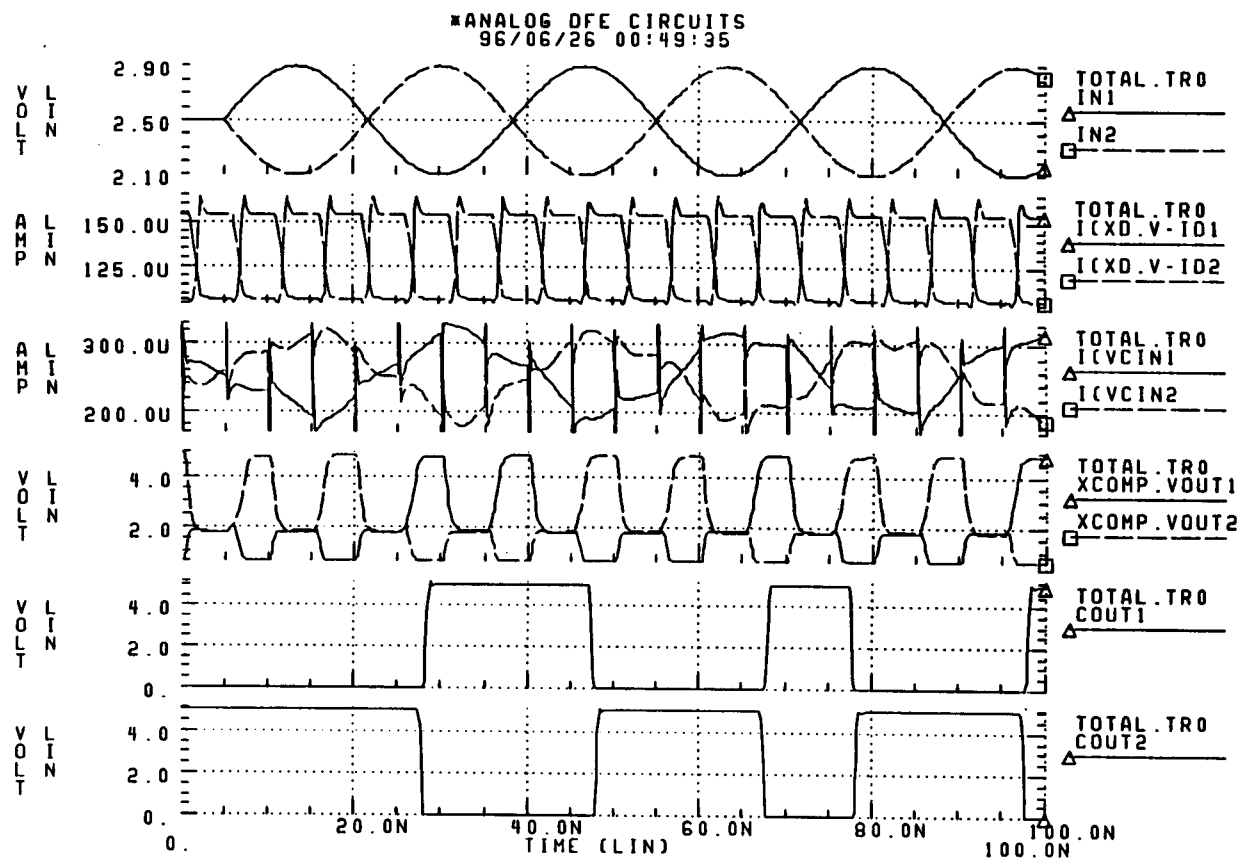 *ANALOG DFE CIRCUITS
96/06/26 00:49:35
VOLT LIN
2.90
2.50
2.10
TOTAL.TR0
IN1
IN2
AMP LIN
150.0U
125.0U
TOTAL.TR0
I(XD.V-ID1
I(XD.V-ID2
AMP LIN
300.0U
200.0U
TOTAL.TR0
I(VCIN1
I(VCIN2
VOLT LIN
4.0
2.0
TOTAL.TR0
XCOMP.VOUT1
XCOMP.VOUT2
VOLT LIN
4.0
2.0
0.
TOTAL.TR0
COUT1
VOLT LIN
4.0
2.0
0.
TOTAL.TR0
COUT2
0. 20.0N 40.0N 60.0N 80.0N 100.0N
TIME (LIN) 100.0N